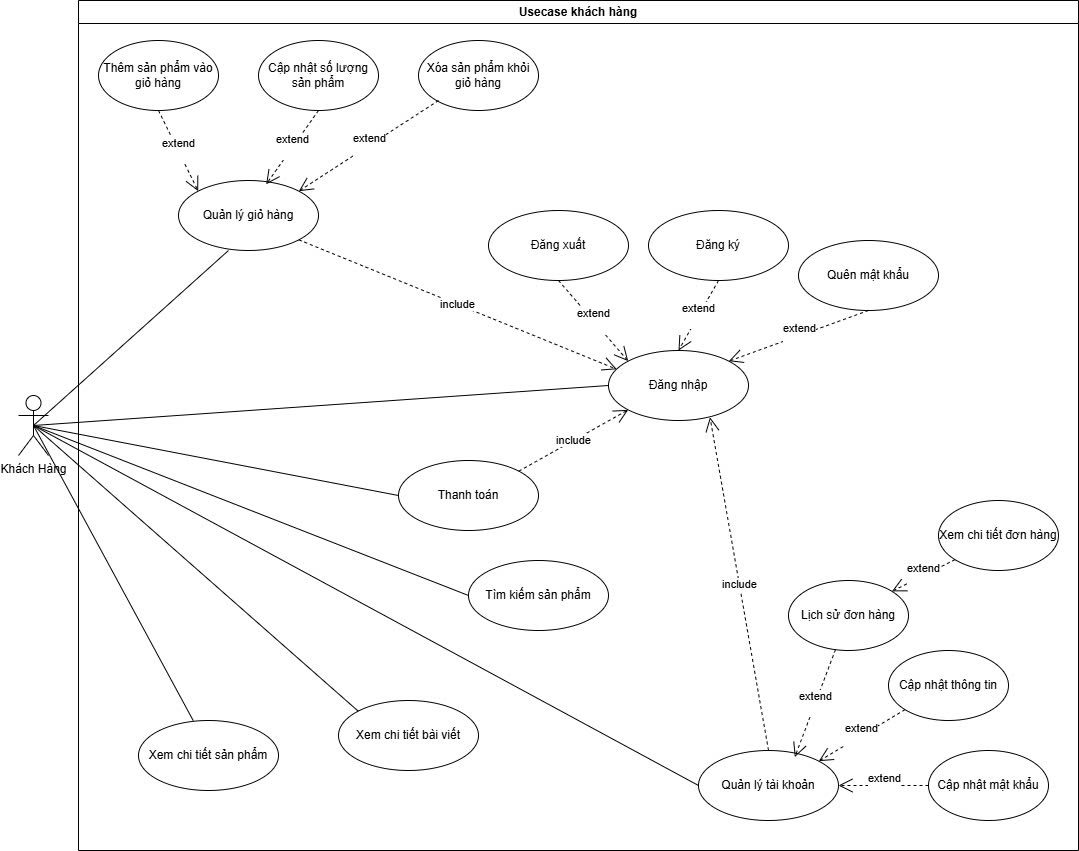 Usecase khách hàng
Thêm sản phẩm vào
giỏ hàng
Cập nhật số lượng
sản phẩm
Xóa sản phẩm khỏi
giỏ hàng
extend
extend
extend
Quản lý giỏ hàng
Đăng xuất
Đăng ký
Quên mật khẩu
include
extend
extend
extend
Đăng nhập
Khách Hàng
include
Thanh toán
Xem chi tiết đơn hàng
extend
include
Tìm kiếm sản phẩm
Lịch sử đơn hàng
Cập nhật thông tin
extend
extend
Xem chi tiết bài viết
Xem chi tiết sản phẩm
extend
Quản lý tài khoản
Cập nhật mật khẩu